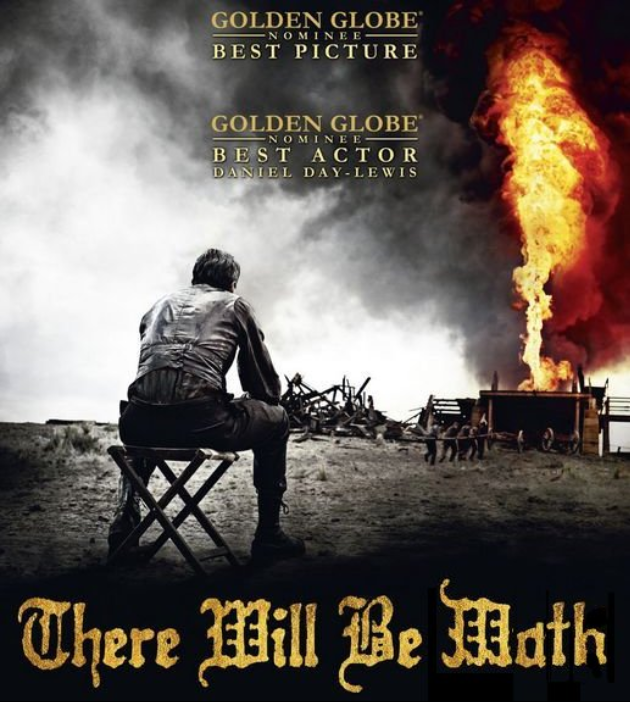 GOLDEN GLOBE®
NOMINEE
BEST PICTURE
GOLDEN GLOBE®
NOMINEE
BEST ACTOR
DANIEL DAY-LEWIS
There Will Be Math